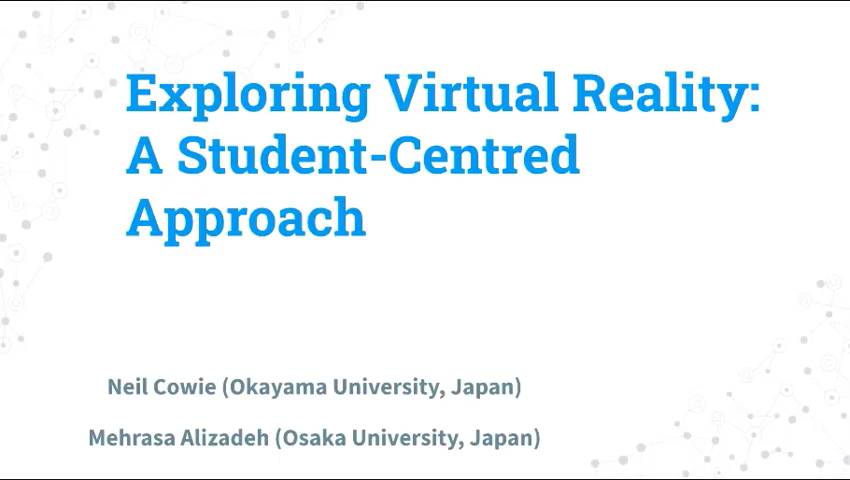 Exploring Virtual Reality:
A Student-Centred
Approach
Neil Cowie (Okayama University, Japan)
Mehrasa Alizadeh (Osaka University, Japan)